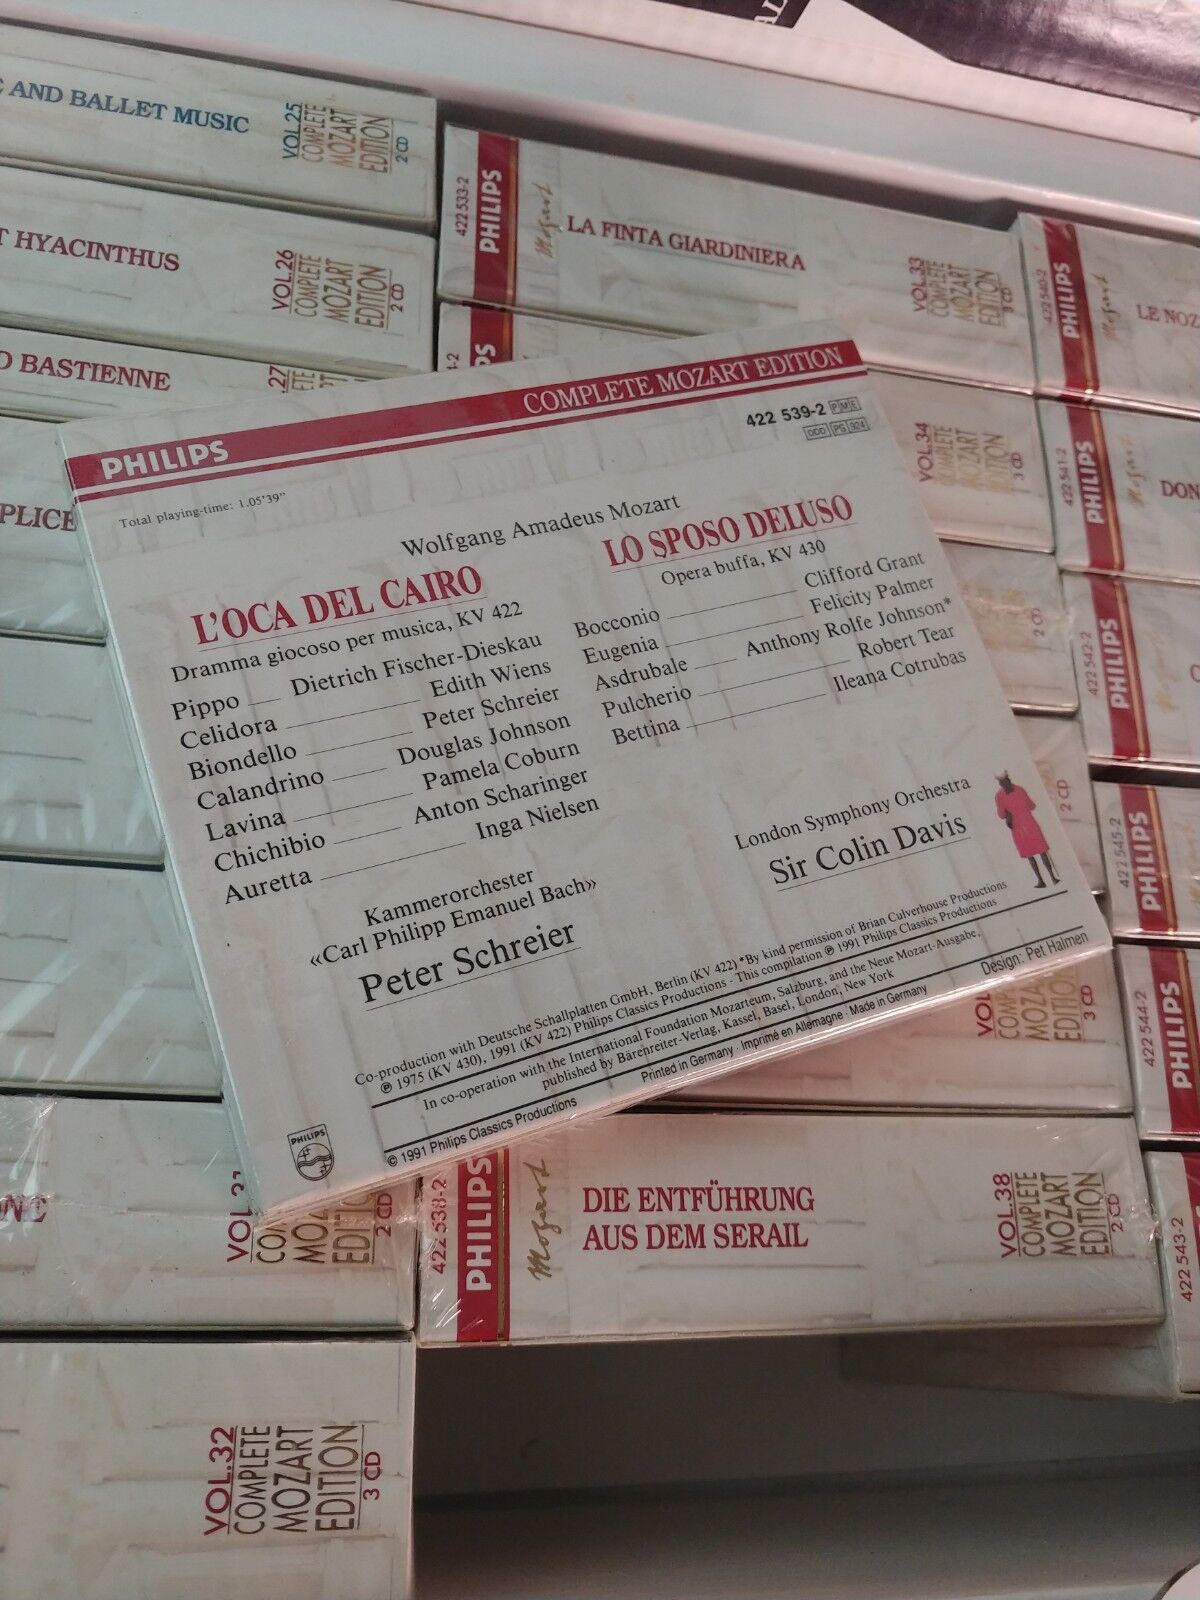 AL
AND BALLET MUSIC
VOL.25
COMPLETE
MOZART
EDITION
2 CD
HYACINTHUS
VOL.26
COMPLETE
MOZART
EDITION
2 CD
BASTIENNE
.27
422 533-2
PHILIPS
Mozart
LA FINTA GIARDINIERA
VOL.33
COMPLETE
MOZART
EDITION
3 CD
422 540-2
PHILIPS
Mozart
LE NOZ
VOL.34
COMPLETE
MOZART
EDITION
3 CD
422 541-2
PHILIPS
Mozart
DON
2 CD
422 542-2
PHILIPS
2 CD
422 545-2
PHILIPS
422 544-2
PHILIPS
422 543-2
PLICE
PHILIPS
COMPLETE MOZART EDITION
422 539-2 PME
DDD PG 924
Total playing-time: 1.05'39"
Wolfgang Amadeus Mozart
L'OCA DEL CAIRO
Dramma giocoso per musica, KV 422
Pippo Dietrich Fischer-Dieskau
Celidora Edith Wiens
Biondello Peter Schreier
Calandrino Douglas Johnson
Lavina Pamela Coburn
Chichibio Anton Scharinger
Auretta Inga Nielsen
Kammerorchester
«Carl Philipp Emanuel Bach»
Peter Schreier
LO SPOSO DELUSO
Opera buffa, KV 430
Bocconio Clifford Grant
Eugenia Felicity Palmer
Asdrubale Anthony Rolfe Johnson*
Pulcherio Robert Tear
Bettina Ileana Cotrubas
London Symphony Orchestra
Sir Colin Davis
Co-production with Deutsche Schallplatten GmbH, Berlin (KV 422) *By kind permission of Brian Culverhouse Productions
℗ 1975 (KV 430), 1991 (KV 422) Philips Classics Productions - This compilation ℗ 1991 Philips Classics Productions
In co-operation with the International Foundation Mozarteum, Salzburg, and the Neue Mozart-Ausgabe,
published by Bärenreiter-Verlag, Kassel, Basel, London, New York
Design: Pet Halmen
© 1991 Philips Classics Productions
Printed in Germany · Imprimé en Allemagne · Made in Germany
PHILIPS
3 CD
2 CD
422 538-2
PHILIPS
Mozart
DIE ENTFÜHRUNG
AUS DEM SERAIL
VOL.38
COMPLETE
MOZART
EDITION
2 CD
VOL.32
COMPLETE
MOZART
EDITION
3 CD